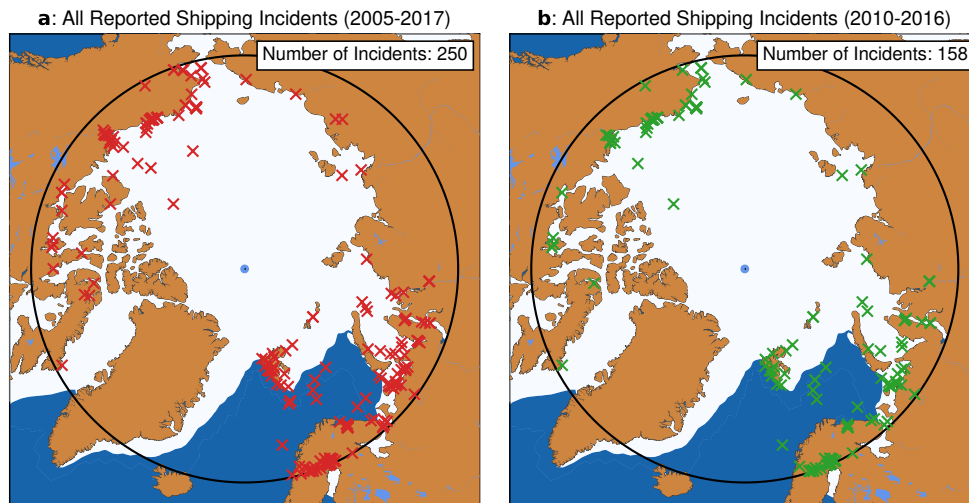 a: All Reported Shipping Incidents (2005-2017)
Number of Incidents: 250
b: All Reported Shipping Incidents (2010-2016)
Number of Incidents: 158